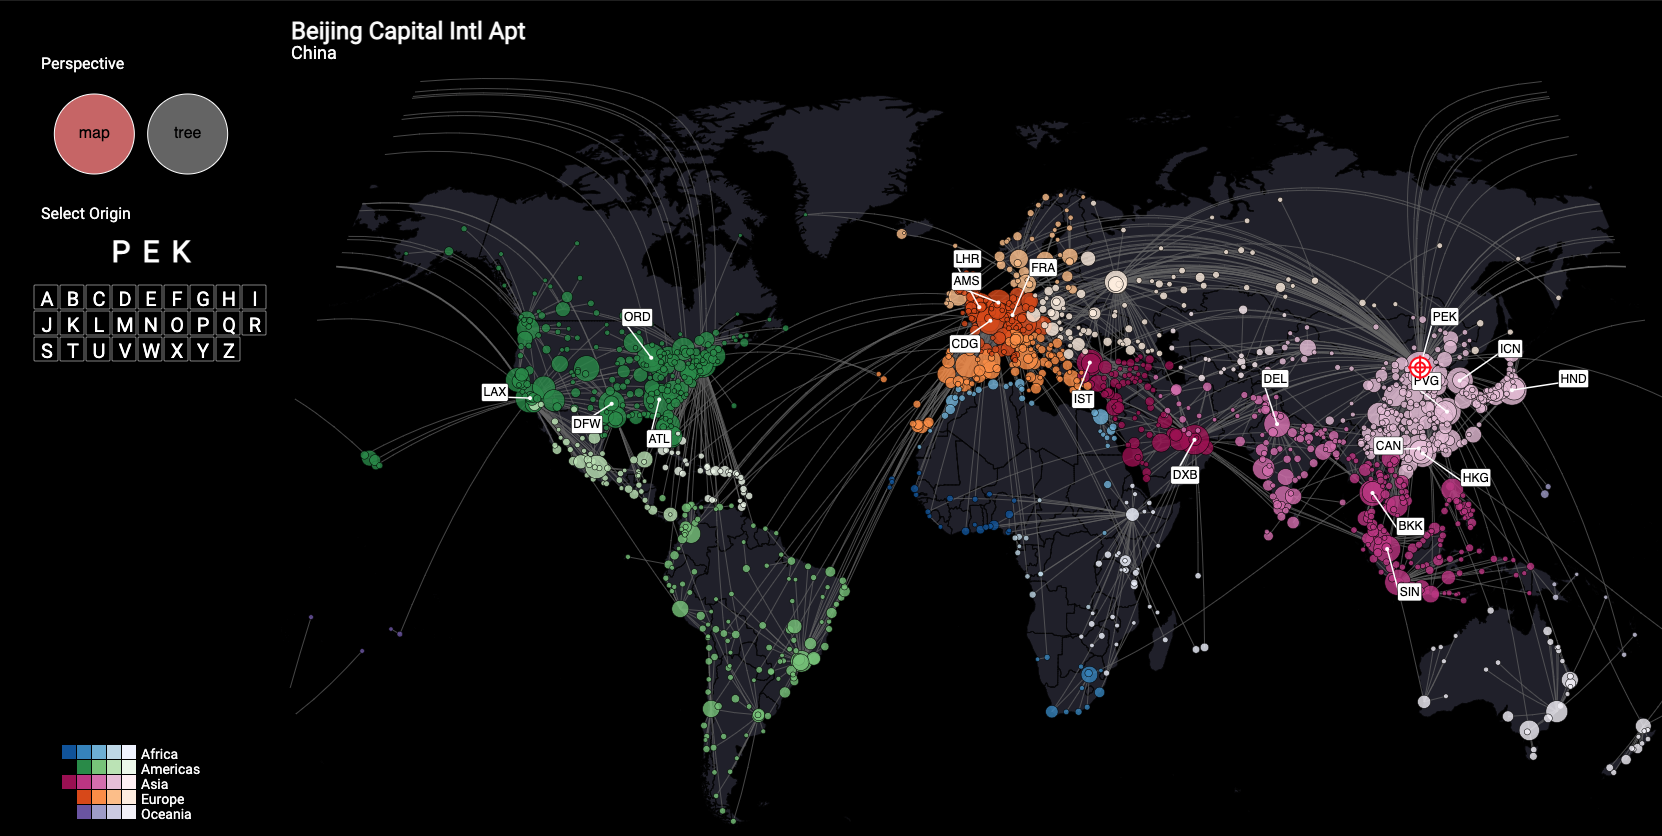 Beijing Capital Intl Apt
China
Perspective
map
tree
Select Origin
PEK
A B C D E F G H I
J K L M N O P Q R
S T U V W X Y Z
LHR
FRA
AMS
ORD
PEK
CDG
ICN
PVG
DEL
HND
LAX
IST
DFW
ATL
CAN
DXB
HKG
BKK
SIN
Africa
Americas
Asia
Europe
Oceania